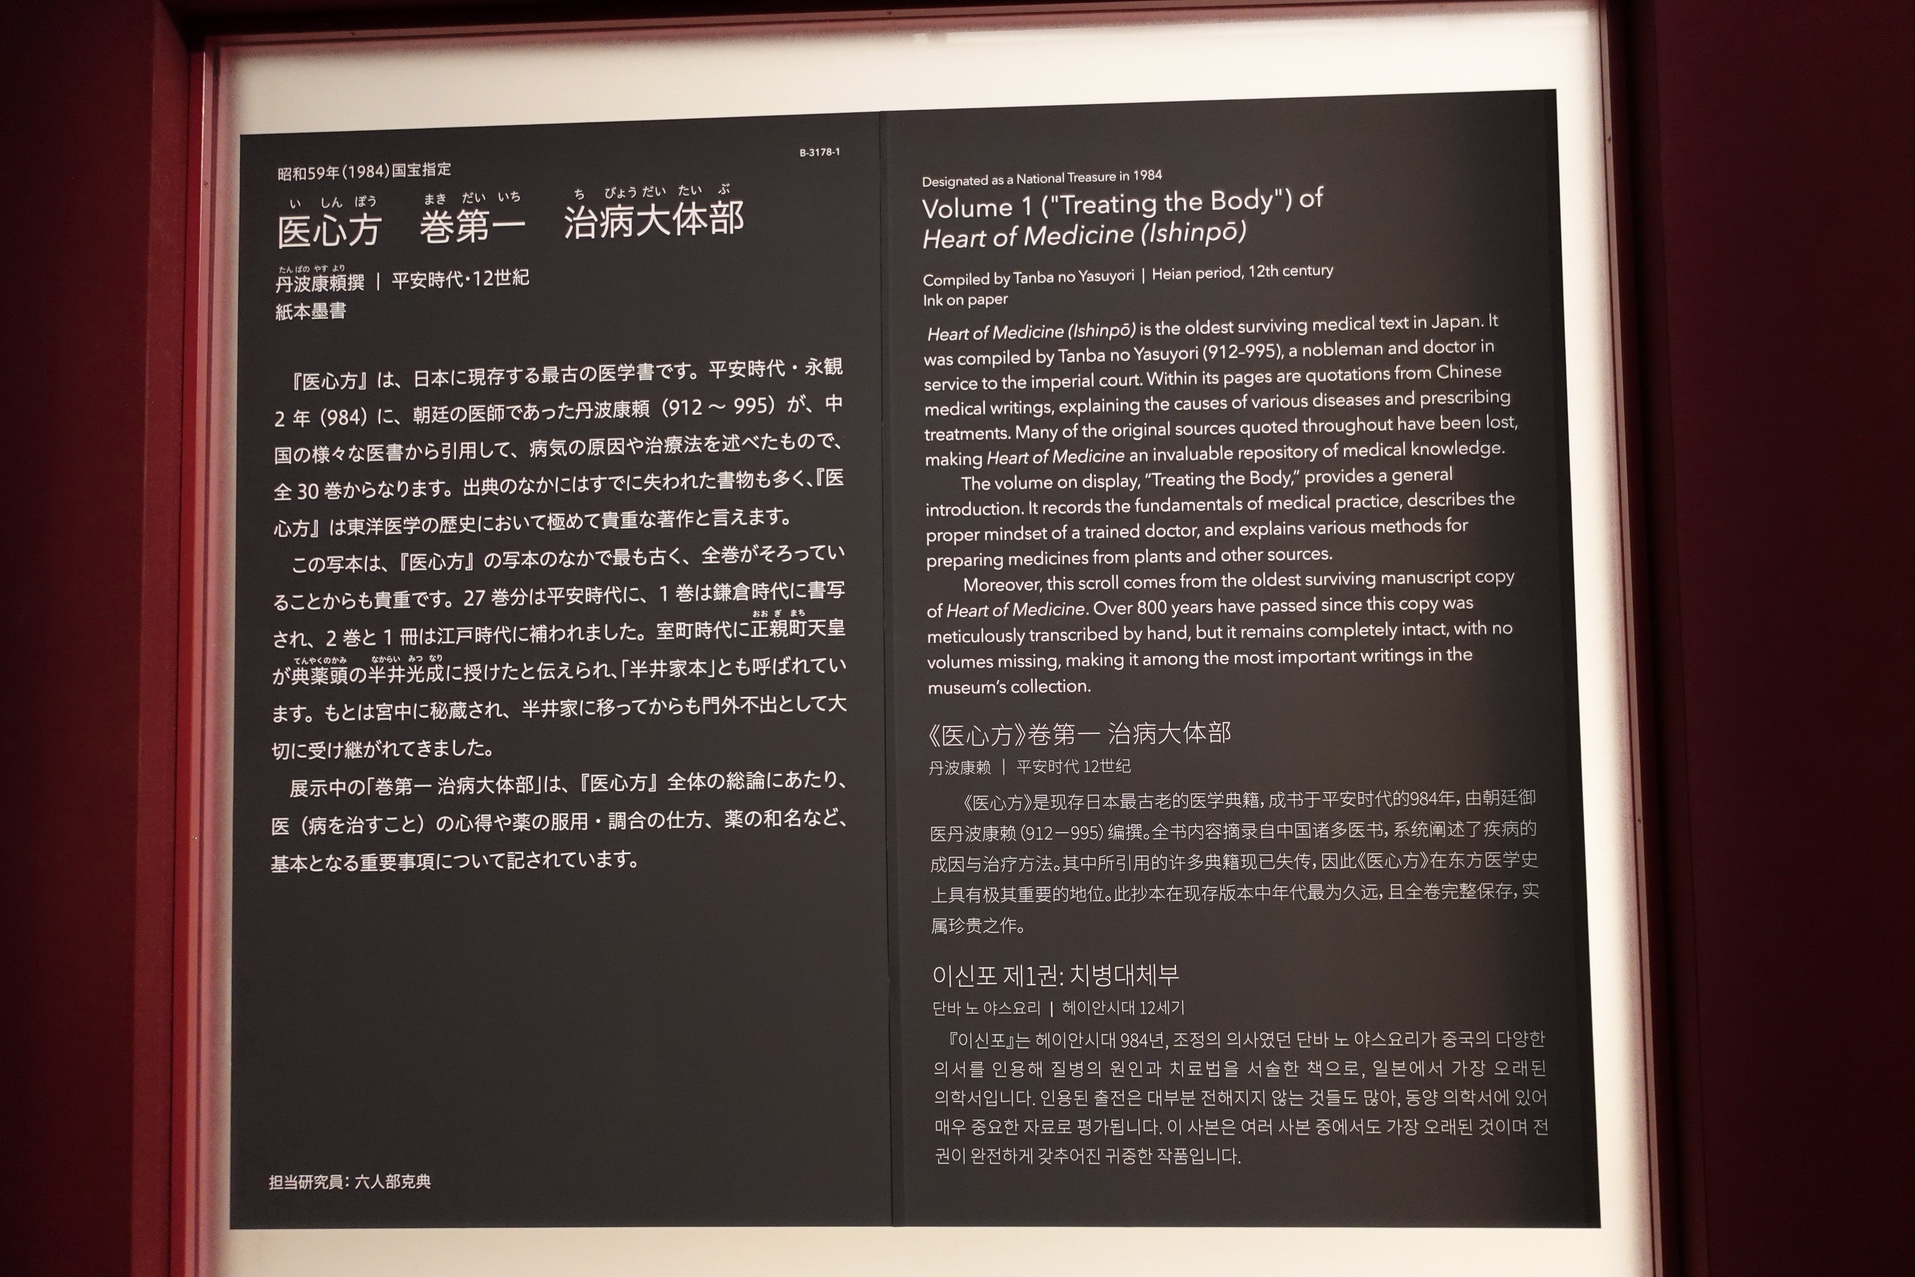 B-3178-1
昭和59年(1984)国宝指定
い しん ぽう まき だい いち ち びょう だい たい ぶ
医心方 巻第一 治病大体部
たんばの やす より
丹波康頼撰 | 平安時代・12世紀
紙本墨書
『医心方』は、日本に現存する最古の医学書です。平安時代・永観
2 年（984）に、朝廷の医師であった丹波康頼（912 ～ 995）が、中
国の様々な医書から引用して、病気の原因や治療法を述べたもので、
全 30 巻からなります。出典のなかにはすでに失われた書物も多く、『医
心方』は東洋医学の歴史において極めて貴重な著作と言えます。
この写本は、『医心方』の写本のなかで最も古く、全巻がそろってい
ることからも貴重です。27 巻分は平安時代に、1 巻は鎌倉時代に書写
おお ぎ まち
され、2 巻と 1 冊は江戸時代に補われました。室町時代に正親町天皇
てんやくのかみ なからい みつ なり
が典薬頭の半井光成に授けたと伝えられ、「半井家本」とも呼ばれてい
ます。もとは宮中に秘蔵され、半井家に移ってからも門外不出として大
切に受け継がれてきました。
展示中の「巻第一 治病大体部」は、『医心方』全体の総論にあたり、
医（病を治すこと）の心得や薬の服用・調合の仕方、薬の和名など、
基本となる重要事項について記されています。
担当研究員：六人部克典
Designated as a National Treasure in 1984
Volume 1 ("Treating the Body") of
Heart of Medicine (Ishinpō)
Compiled by Tanba no Yasuyori | Heian period, 12th century
Ink on paper
Heart of Medicine (Ishinpō) is the oldest surviving medical text in Japan. It
was compiled by Tanba no Yasuyori (912–995), a nobleman and doctor in
service to the imperial court. Within its pages are quotations from Chinese
medical writings, explaining the causes of various diseases and prescribing
treatments. Many of the original sources quoted throughout have been lost,
making Heart of Medicine an invaluable repository of medical knowledge.
The volume on display, “Treating the Body,” provides a general
introduction. It records the fundamentals of medical practice, describes the
proper mindset of a trained doctor, and explains various methods for
preparing medicines from plants and other sources.
Moreover, this scroll comes from the oldest surviving manuscript copy
of Heart of Medicine. Over 800 years have passed since this copy was
meticulously transcribed by hand, but it remains completely intact, with no
volumes missing, making it among the most important writings in the
museum’s collection.
《医心方》卷第一 治病大体部
丹波康赖 | 平安时代 12世纪
《医心方》是现存日本最古老的医学典籍，成书于平安时代的984年，由朝廷御
医丹波康赖（912－995）编撰。全书内容摘录自中国诸多医书，系统阐述了疾病的
成因与治疗方法。其中所引用的许多典籍现已失传，因此《医心方》在东方医学史
上具有极其重要的地位。此抄本在现存版本中年代最为久远，且全卷完整保存，实
属珍贵之作。
이신포 제1권: 치병대체부
단바 노 야스요리 | 헤이안시대 12세기
『이신포』는 헤이안시대 984년, 조정의 의사였던 단바 노 야스요리가 중국의 다양한
의서를 인용해 질병의 원인과 치료법을 서술한 책으로, 일본에서 가장 오래된
의학서입니다. 인용된 출전은 대부분 전해지지 않는 것들도 많아, 동양 의학서에 있어
매우 중요한 자료로 평가됩니다. 이 사본은 여러 사본 중에서도 가장 오래된 것이며 전
권이 완전하게 갖추어진 귀중한 작품입니다.